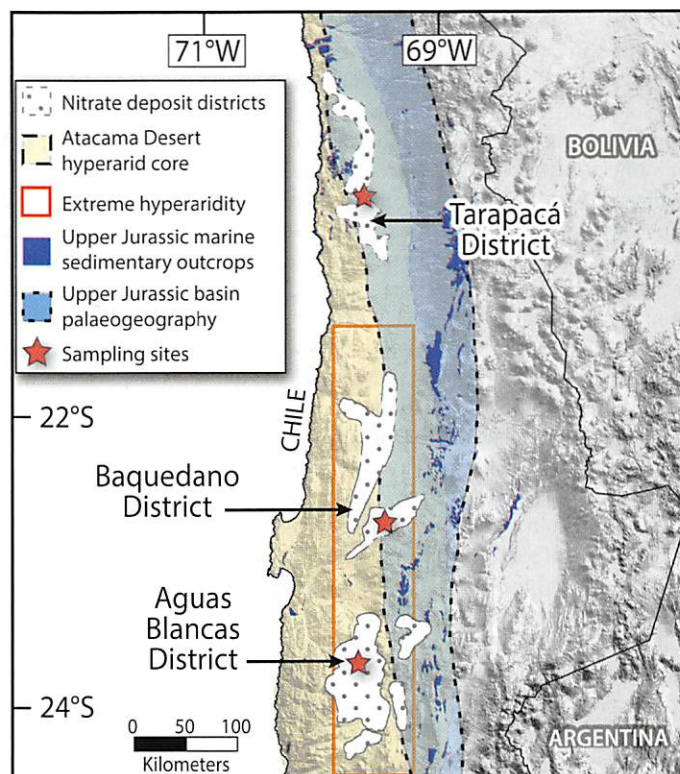 71°W
69°W
Nitrate deposit districts
Atacama Desert
hyperarid core
Extreme hyperaridity
Upper Jurassic marine
sedimentary outcrops
Upper Jurassic basin
palaeogeography
Sampling sites
BOLIVIA
Tarapacá
District
22°S
CHILE
Baquedano
District
Aguas
Blancas
District
24°S
0 50 100
Kilometers
ARGENTINA